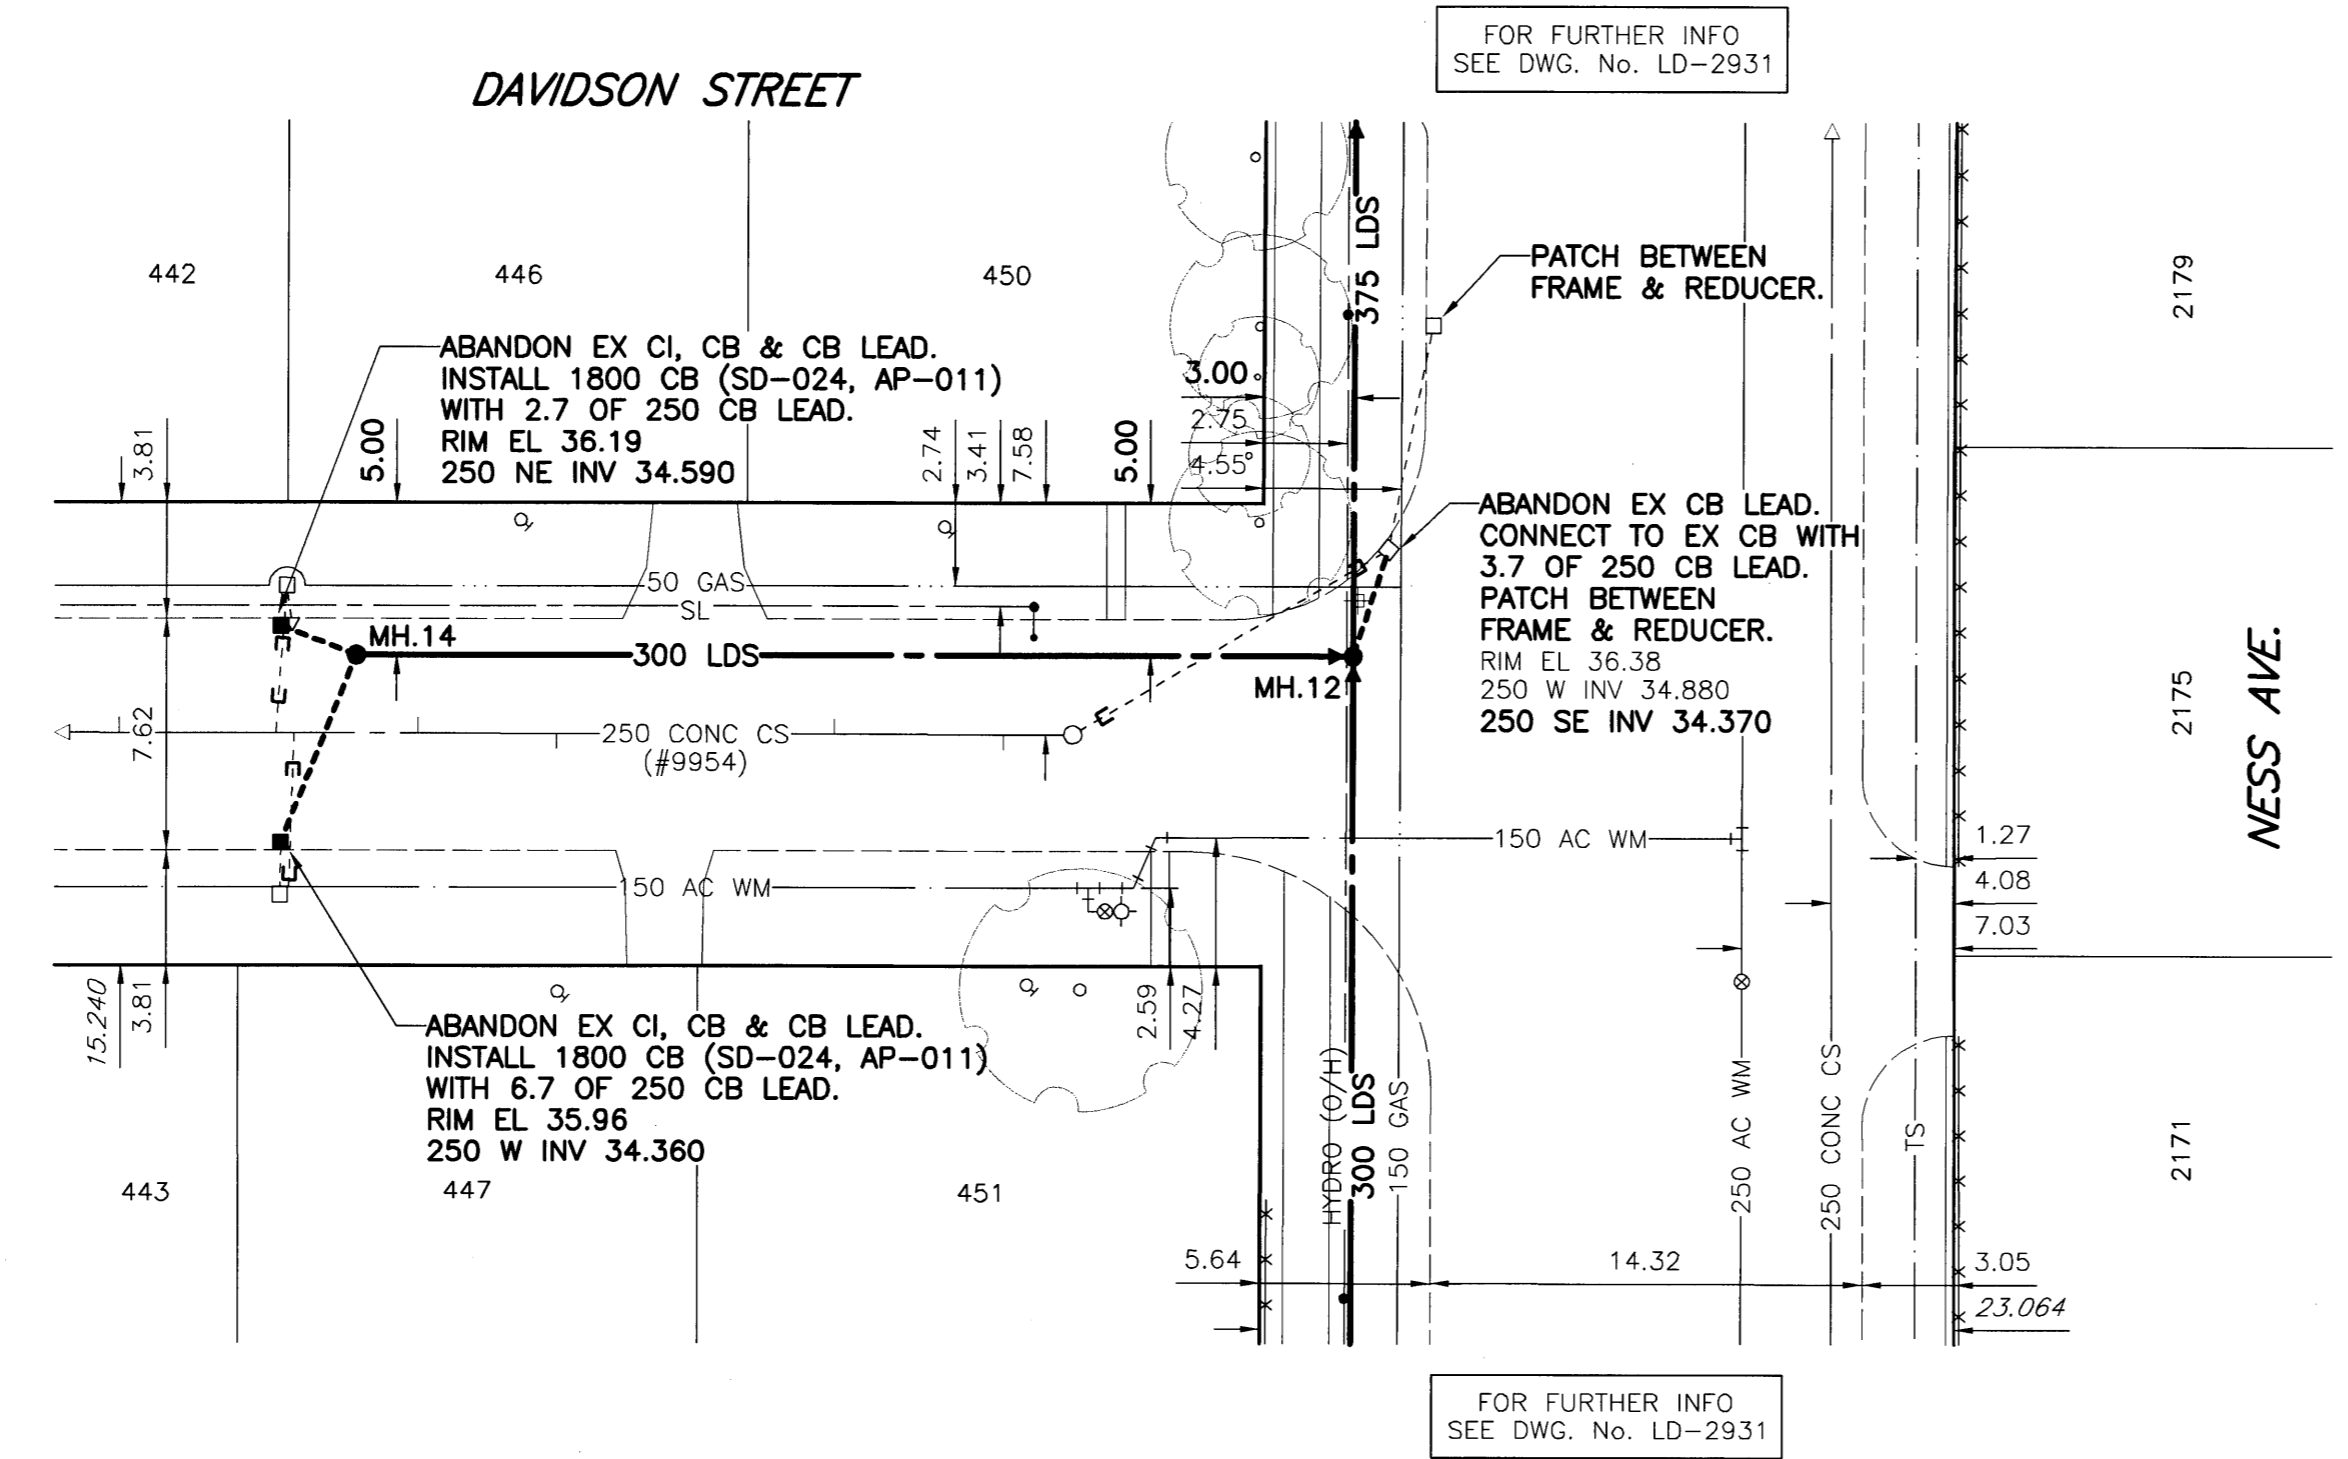 FOR FURTHER INFO
SEE DWG. No. LD-2931
DAVIDSON STREET
442
446
450
375 LDS
PATCH BETWEEN
FRAME & REDUCER.
2179
ABANDON EX CI, CB & CB LEAD.
INSTALL 1800 CB (SD-024, AP-011)
WITH 2.7 OF 250 CB LEAD.
RIM EL 36.19
250 NE INV 34.590
3.81
5.00
2.74
3.41
7.58
5.00
3.00
2.75
4.55
ABANDON EX CB LEAD.
CONNECT TO EX CB WITH
3.7 OF 250 CB LEAD.
PATCH BETWEEN
FRAME & REDUCER.
RIM EL 36.38
250 W INV 34.880
250 SE INV 34.370
50 GAS
SL
MH.14
300 LDS
MH.12
7.62
250 CONC CS
(#9954)
2175
NESS AVE.
150 AC WM
150 AC WM
1.27
4.08
7.03
15.240
3.81
2.59
4.27
ABANDON EX CI, CB & CB LEAD.
INSTALL 1800 CB (SD-024, AP-011)
WITH 6.7 OF 250 CB LEAD.
RIM EL 35.96
250 W INV 34.360
443
447
451
HYDRO (O/H)
300 LDS
150 GAS
250 AC WM
250 CONC CS
TS
2171
5.64
14.32
3.05
23.064
FOR FURTHER INFO
SEE DWG. No. LD-2931